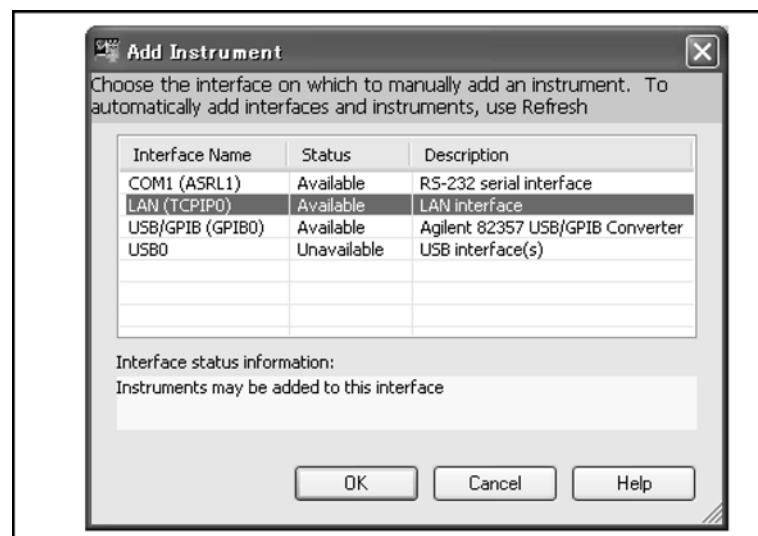 Add Instrument
Choose the interface on which to manually add an instrument. To
automatically add interfaces and instruments, use Refresh
Interface Name Status Description
COM1 (ASRL1) Available RS-232 serial interface
LAN (TCPIP0) Available LAN interface
USB/GPIB (GPIB0) Available Agilent 82357 USB/GPIB Converter
USB0 Unavailable USB interface(s)
Interface status information:
Instruments may be added to this interface
OK Cancel Help